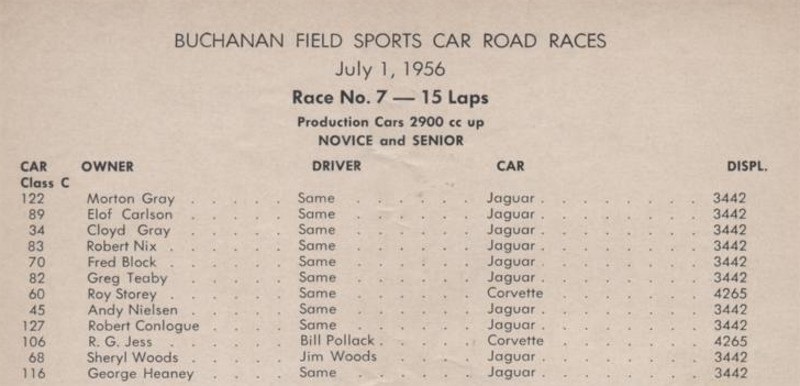 BUCHANAN FIELD SPORTS CAR ROAD RACES
July 1, 1956
Race No. 7 — 15 Laps
Production Cars 2900 cc up
NOVICE and SENIOR
CAR OWNER DRIVER CAR DISPL.
Class C
122 Morton Gray . . . . . Same . . . . . . Jaguar . . . . . . . . 3442
89 Elof Carlson . . . . . Same . . . . . . Jaguar . . . . . . . . 3442
34 Cloyd Gray . . . . . Same . . . . . . Jaguar . . . . . . . . 3442
83 Robert Nix . . . . . . Same . . . . . . Jaguar . . . . . . . . 3442
70 Fred Block . . . . . . Same . . . . . . Jaguar . . . . . . . . 3442
82 Greg Teaby . . . . . Same . . . . . . Jaguar . . . . . . . . 3442
60 Roy Storey . . . . . . Same . . . . . . Corvette . . . . . . . 4265
45 Andy Nielsen . . . . . Same . . . . . . Jaguar . . . . . . . . 3442
127 Robert Conlogue . . . . Same . . . . . . Jaguar . . . . . . . . 3442
106 R. G. Jess . . . . . . Bill Pollack . . . . . Corvette . . . . . . . 4265
68 Sheryl Woods . . . . . Jim Woods . . . . . Jaguar . . . . . . . . 3442
116 George Heaney . . . . Same . . . . . . Jaguar . . . . . . . . 3442